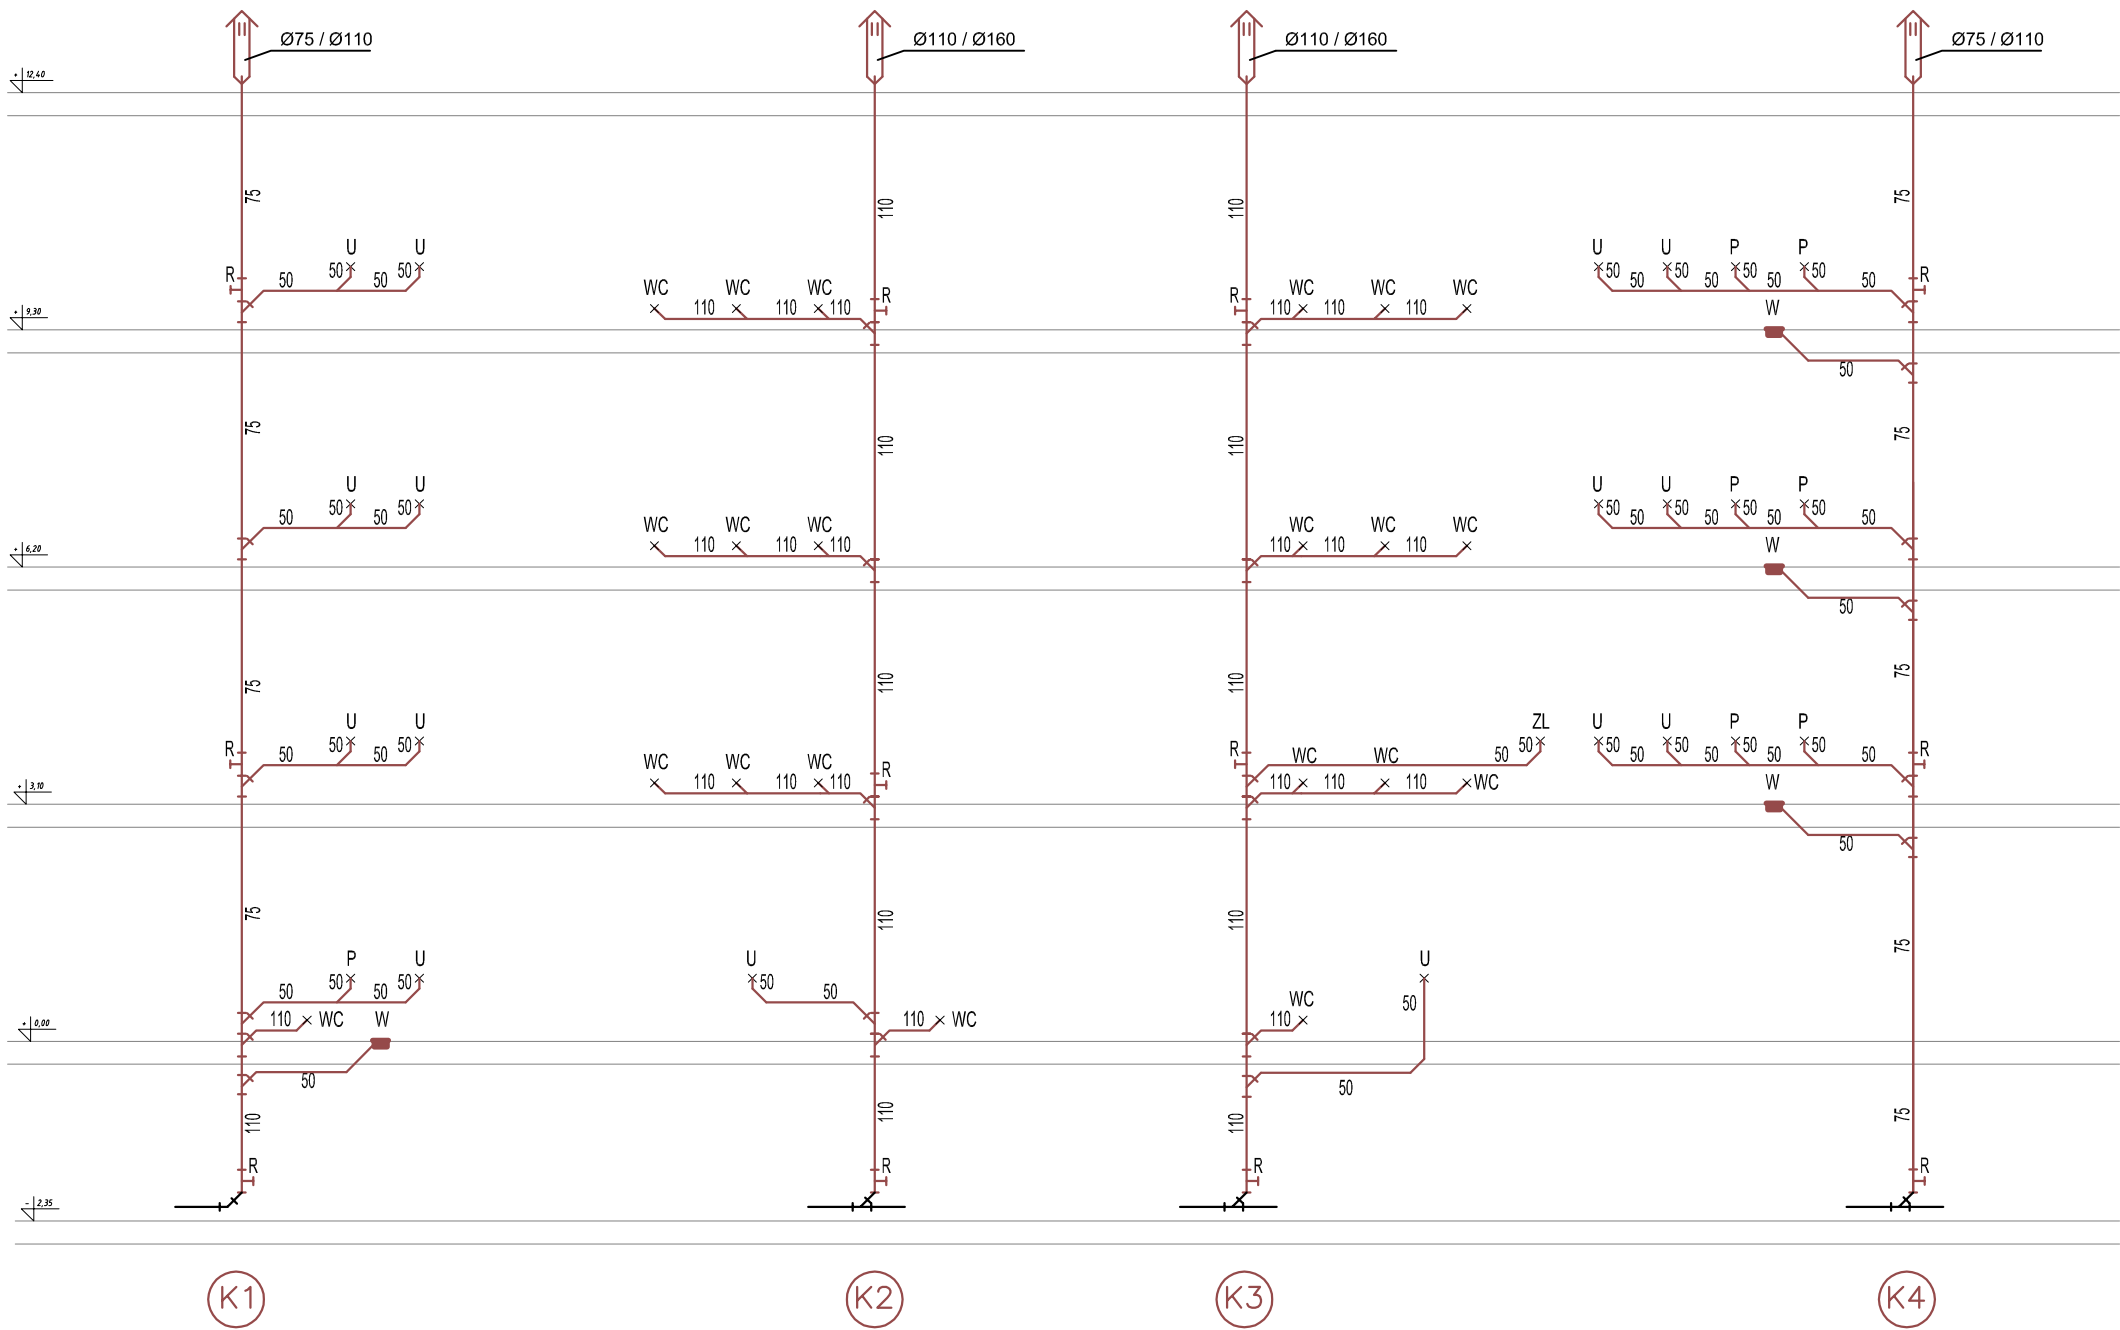 Ø75 / Ø110 Ø110 / Ø160 Ø110 / Ø160 Ø75 / Ø110
+ 12,40
75 110 110 75
U U U U P P
R 50 50 50 50 50 50 50 50 50 50 50 50 R
WC WC WC R R WC WC WC
110 110 110 110 110 110
W
+ 9,30
50
75 110 110 75
U U U U P P
50 50 50 50 50 50 50 50 50 50 50 50
WC WC WC WC WC WC
110 110 110 110 110 110
W
+ 6,20
50
75 110 110 75
U U ZL U U P P
R 50 50 50 50 R 50 50 50 50 50 50 50 50 50 50 R
WC WC WC R WC WC
110 110 110 110 110 110 WC
W
+ 3,10
50
75 110 110 75
P U U U
50 50 50 50 50 50 50
110 WC W 110 WC 110 WC
+ 0,00
50 50
110 110 110 75
R R R R
- 2,35
K1 K2 K3 K4